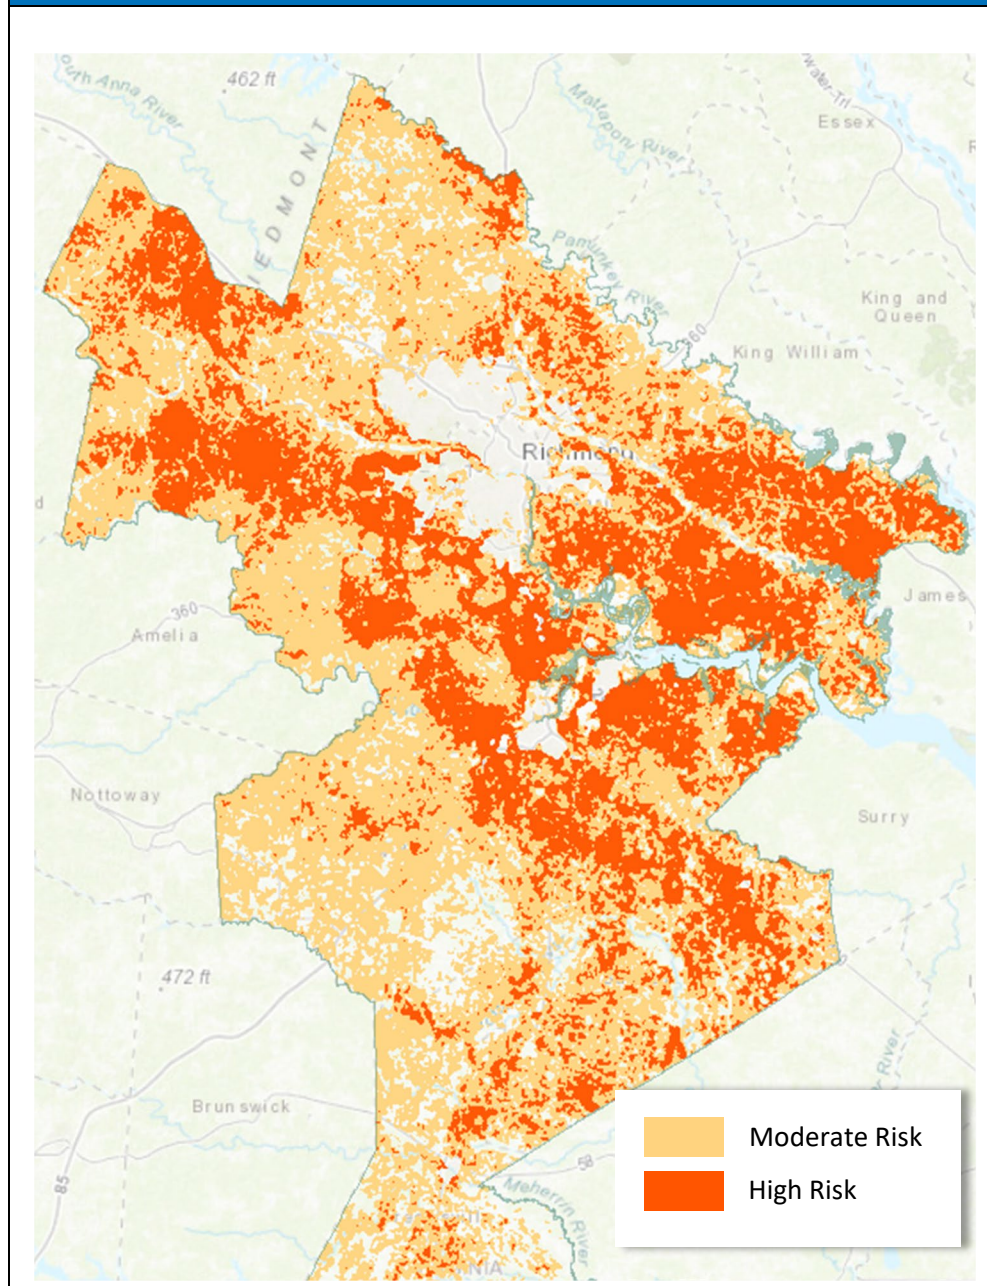 462 ft
South Anna River
Mattaponi River
Essex
PIEDMONT
Pamunkey River
King and
Queen
360
King William
Richmond
James
360
Amelia
Nottoway
Surry
472 ft
Brunswick
85
58
Meherrin River
River
Moderate Risk
High Risk